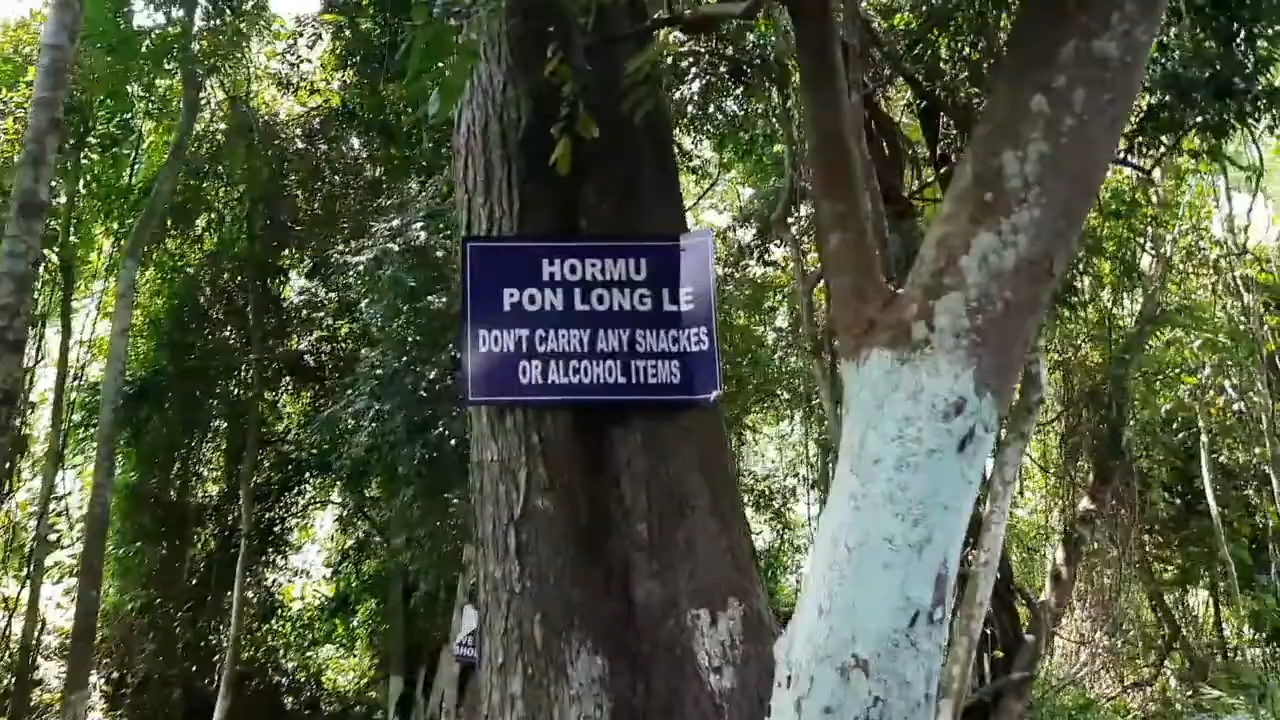 HORMU
PON LONG LE
DON'T CARRY ANY SNACKES
OR ALCOHOL ITEMS